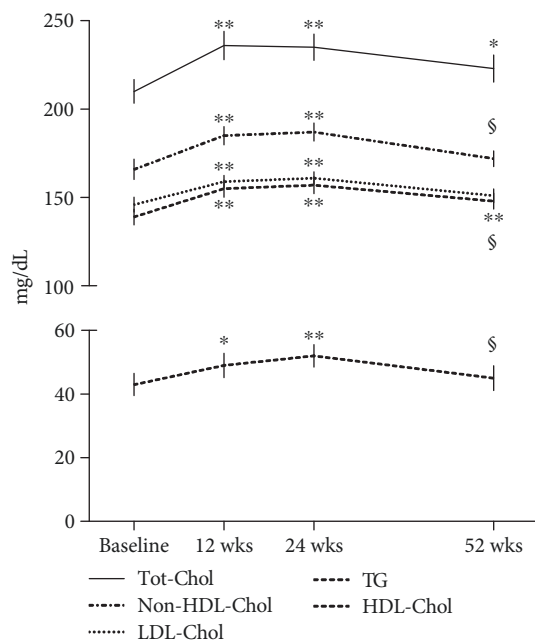 250
** ** *
200
** ** §
150
** **
** ** **
§
100
mg/dL
60
* ** §
40
20
0
Baseline 12 wks 24 wks 52 wks
Tot-Chol TG
Non-HDL-Chol HDL-Chol
LDL-Chol